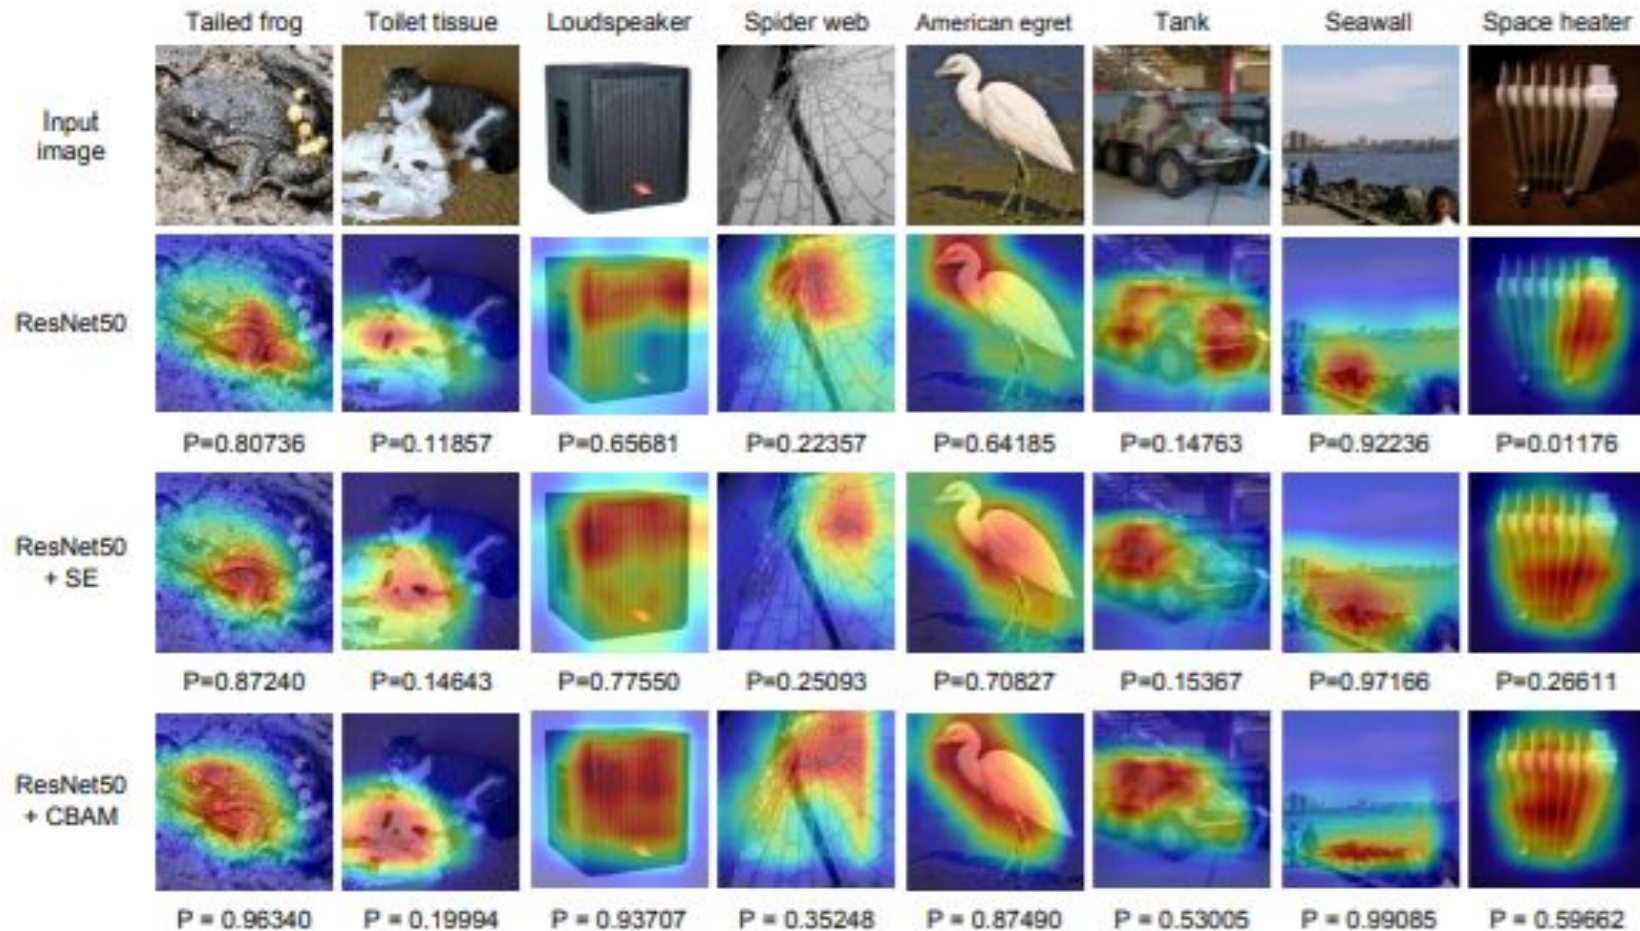 Tailed frog Toilet tissue Loudspeaker Spider web American egret Tank Seawall Space heater
Input
image
ResNet50
P=0.80736 P=0.11857 P=0.65681 P=0.22357 P=0.64185 P=0.14763 P=0.92236 P=0.01176
ResNet50
+ SE
P=0.87240 P=0.14643 P=0.77550 P=0.25093 P=0.70827 P=0.15367 P=0.97166 P=0.26611
ResNet50
+ CBAM
P = 0.96340 P = 0.19994 P = 0.93707 P = 0.35248 P = 0.87490 P = 0.53005 P = 0.99085 P = 0.59662